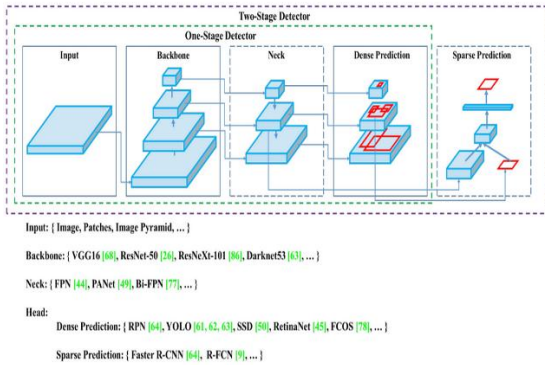 Two-Stage Detector
One-Stage Detector
Input
Backbone
Neck
Dense Prediction
Sparse Prediction
Input: { Image, Patches, Image Pyramid, ... }
Backbone: { VGG16 [68], ResNet-50 [26], ResNeXt-101 [86], Darknet53 [63], ... }
Neck: { FPN [44], PANet [49], Bi-FPN [77], ... }
Head:
Dense Prediction: { RPN [64], YOLO [61, 62, 63], SSD [50], RetinaNet [45], FCOS [78], ... }
Sparse Prediction: { Faster R-CNN [64], R-FCN [9], ... }